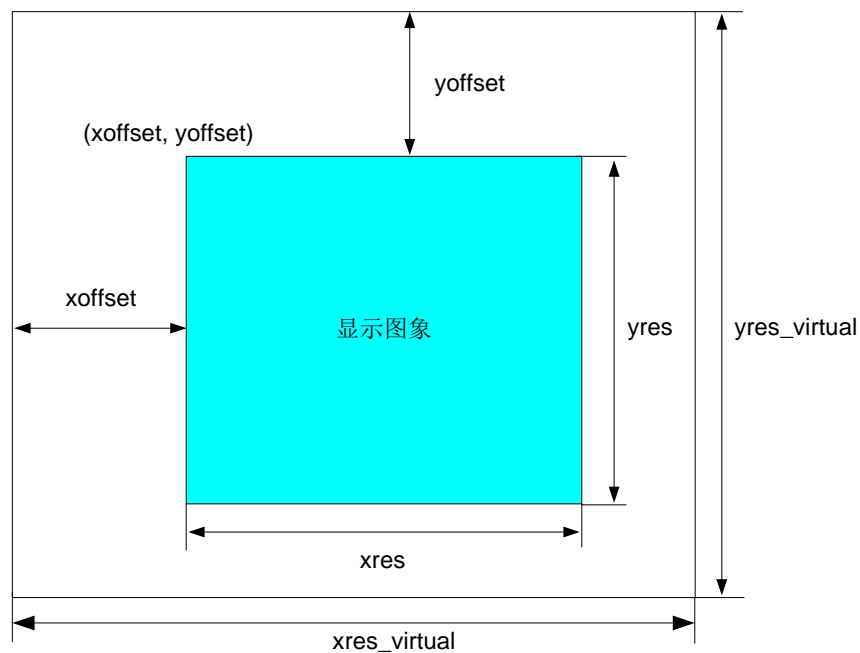 yoffset
(xoffset, yoffset)
xoffset
显示图象
yres
yres_virtual
xres
xres_virtual